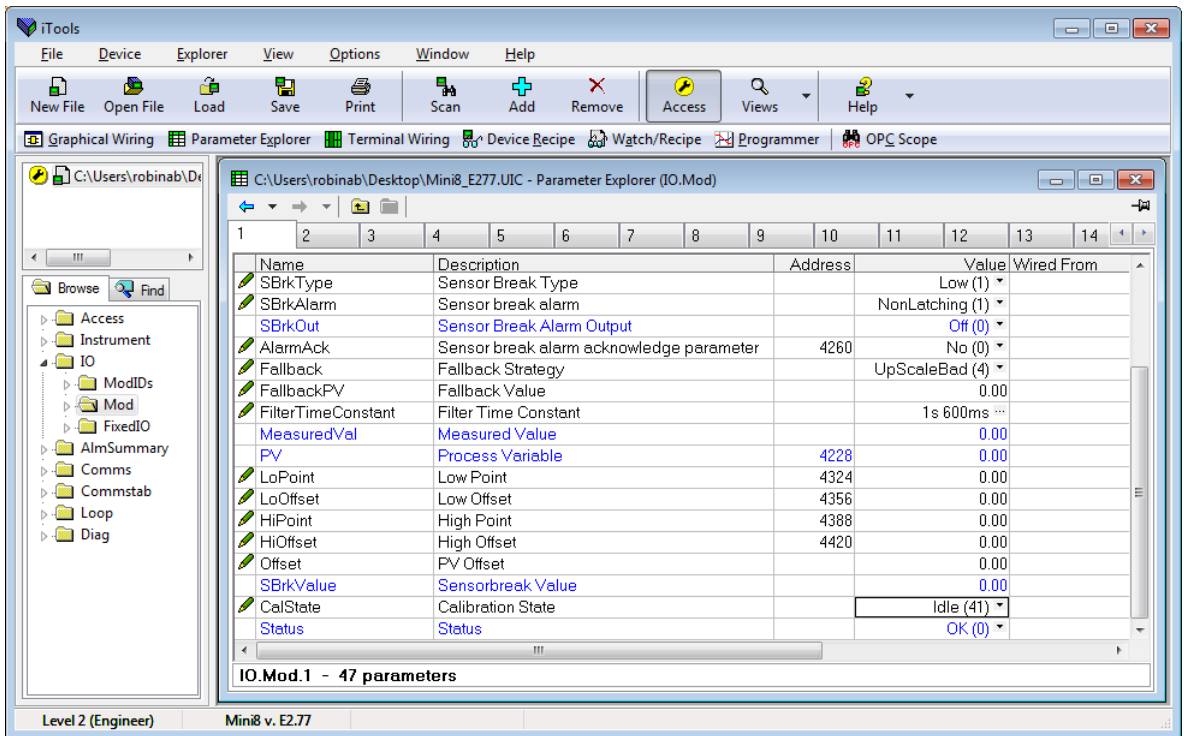 iTools
File Device Explorer View Options Window Help
New File Open File Load Save Print Scan Add Remove Access Views Help
Graphical Wiring Parameter Explorer Terminal Wiring Device Recipe Watch/Recipe Programmer OPC Scope
C:\Users\robinab\De
Browse Find
Access
Instrument
IO
ModIDs
Mod
FixedIO
AlmSummary
Comms
Commstab
Loop
Diag
C:\Users\robinab\Desktop\Mini8_E277.UIC - Parameter Explorer (IO.Mod)
1 2 3 4 5 6 7 8 9 10 11 12 13 14
Name Description Address Value Wired From
SBrkType Sensor Break Type Low (1)
SBrkAlarm Sensor break alarm NonLatching (1)
SBrkOut Sensor Break Alarm Output Off (0)
AlarmAck Sensor break alarm acknowledge parameter 4260 No (0)
Fallback Fallback Strategy UpScaleBad (4)
FallbackPV Fallback Value 0.00
FilterTimeConstant Filter Time Constant 1s 600ms ...
MeasuredVal Measured Value 0.00
PV Process Variable 4228 0.00
LoPoint Low Point 4324 0.00
LoOffset Low Offset 4356 0.00
HiPoint High Point 4388 0.00
HiOffset High Offset 4420 0.00
Offset PV Offset 0.00
SBrkValue Sensorbreak Value 0.00
CalState Calibration State Idle (41)
Status Status OK (0)
IO.Mod.1 - 47 parameters
Level 2 (Engineer) Mini8 v. E2.77